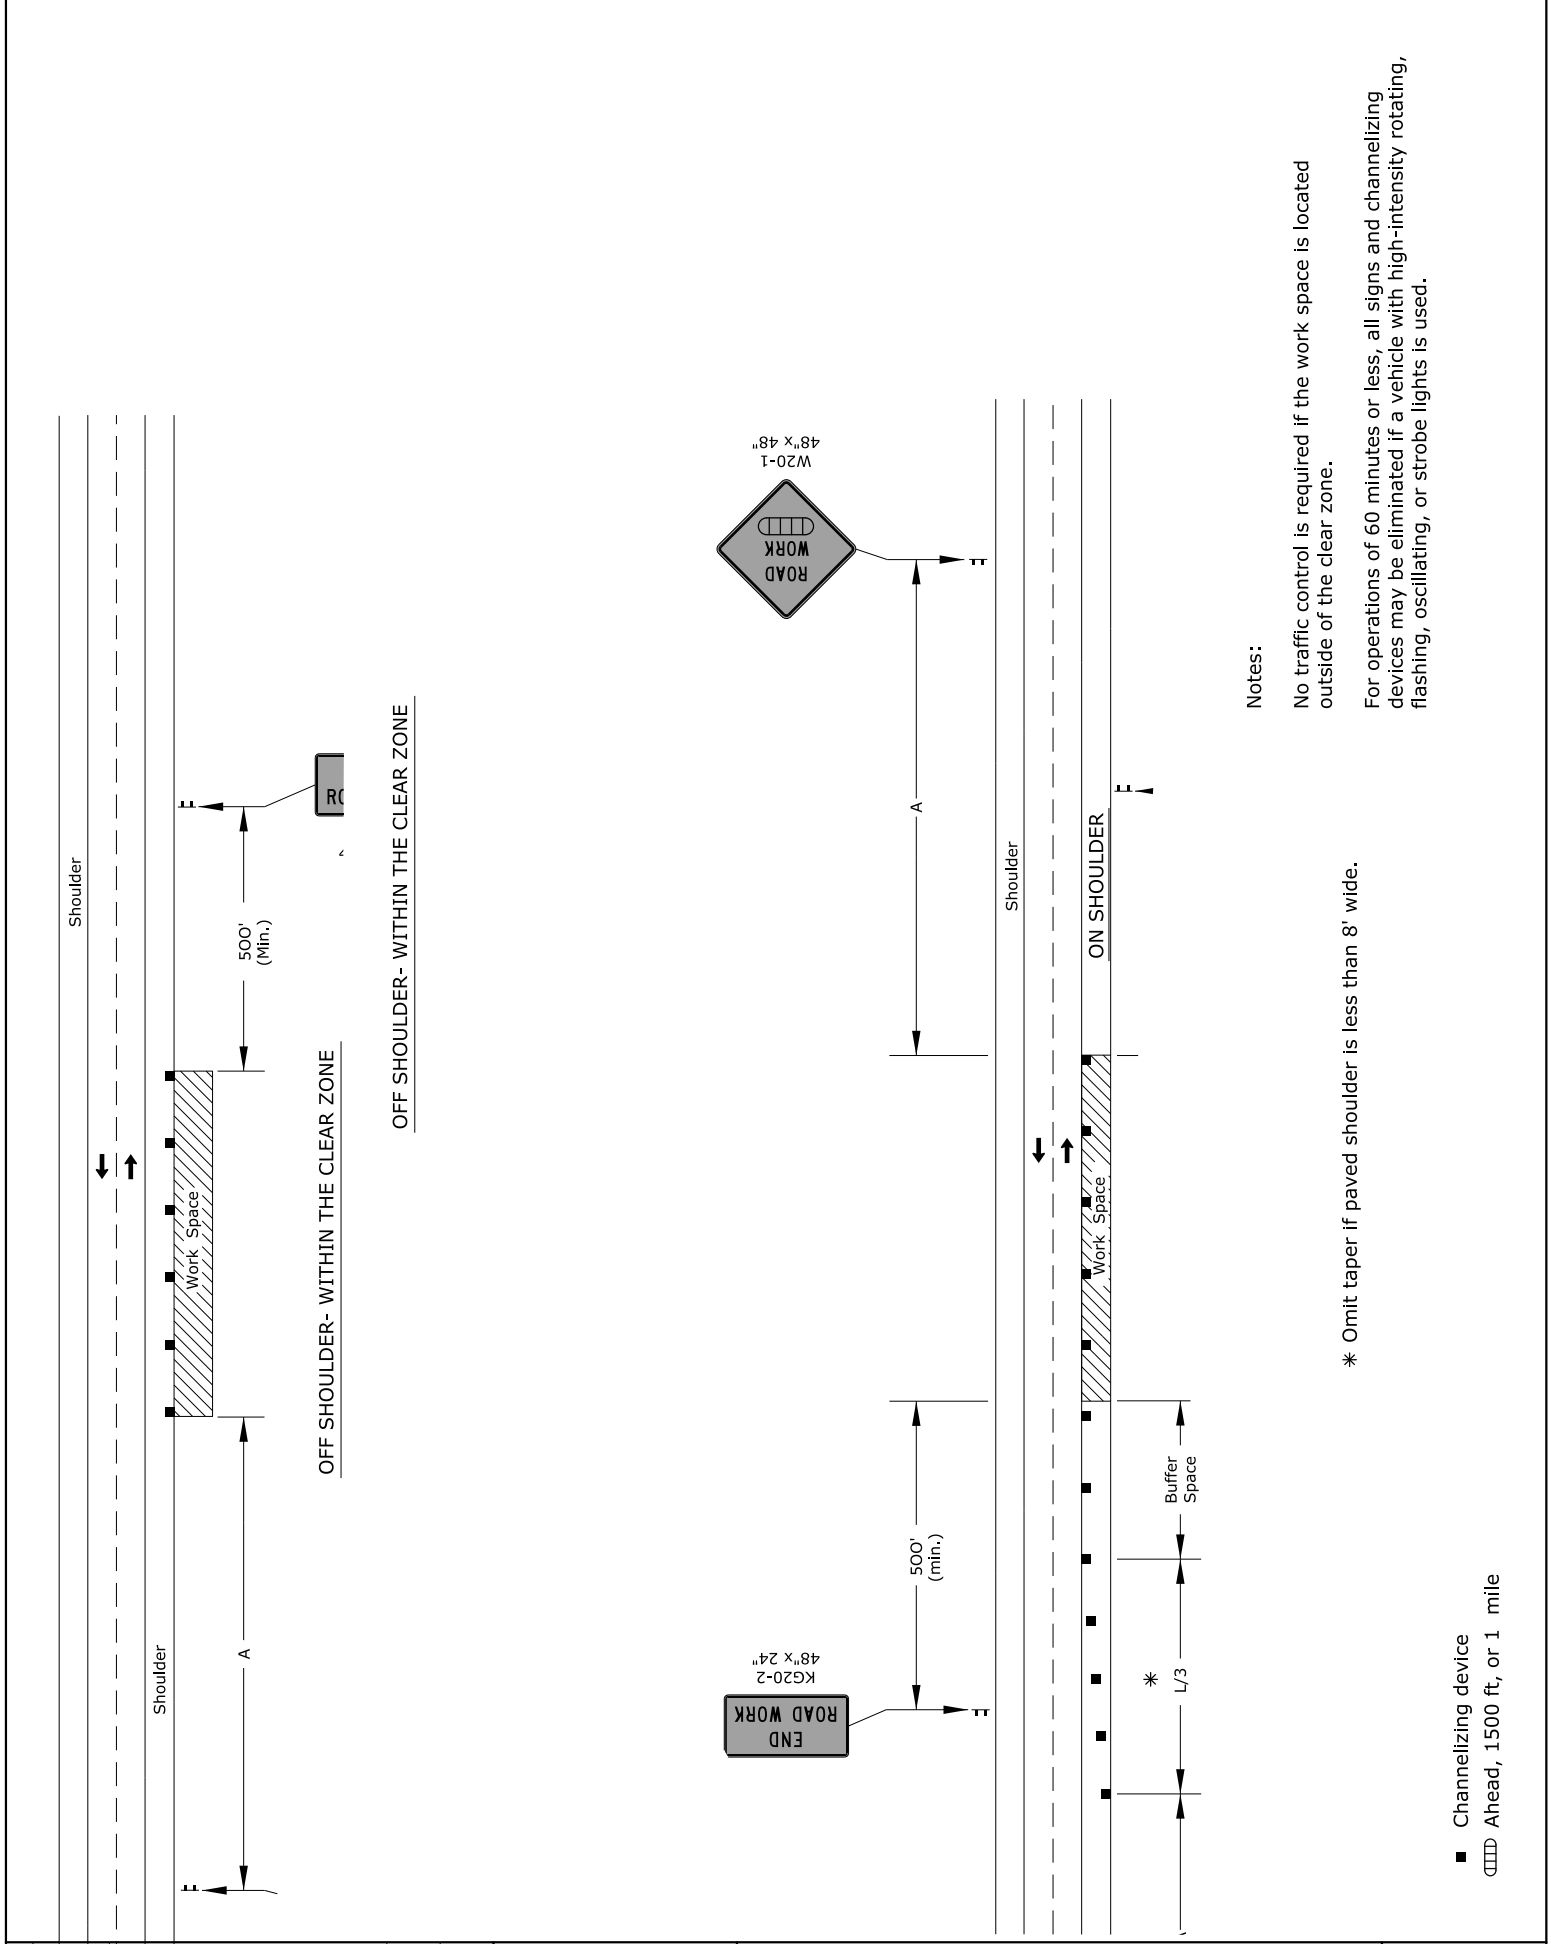 Shoulder
Shoulder
Work Space
A
500'
(Min.)
RO
OFF SHOULDER- WITHIN THE CLEAR ZONE
OFF SHOULDER- WITHIN THE CLEAR ZONE
END
ROAD WORK
KG20-2
48"x 24"
ROAD
WORK
W20-1
48"x 48"
500'
(min.)
A
Shoulder
ON SHOULDER
Work Space
Buffer
Space
✳
L/3
Notes:
No traffic control is required if the work space is located
outside of the clear zone.
For operations of 60 minutes or less, all signs and channelizing
devices may be eliminated if a vehicle with high-intensity rotating,
flashing, oscillating, or strobe lights is used.
✳ Omit taper if paved shoulder is less than 8' wide.
Channelizing device
Ahead, 1500 ft, or 1 mile